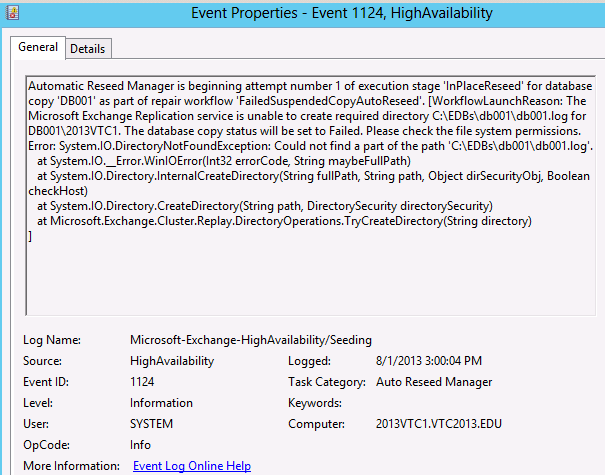 Event Properties - Event 1124, HighAvailability
General Details
Automatic Reseed Manager is beginning attempt number 1 of execution stage 'InPlaceReseed' for database
copy 'DB001' as part of repair workflow 'FailedSuspendedCopyAutoReseed'. [WorkflowLaunchReason: The
Microsoft Exchange Replication service is unable to create required directory C:\EDBs\db001\db001.log for
DB001\2013VTC1. The database copy status will be set to Failed. Please check the file system permissions.
Error: System.IO.DirectoryNotFoundException: Could not find a part of the path 'C:\EDBs\db001\db001.log'.
at System.IO.__Error.WinIOError(Int32 errorCode, String maybeFullPath)
at System.IO.Directory.InternalCreateDirectory(String fullPath, String path, Object dirSecurityObj, Boolean
checkHost)
at System.IO.Directory.CreateDirectory(String path, DirectorySecurity directorySecurity)
at Microsoft.Exchange.Cluster.Replay.DirectoryOperations.TryCreateDirectory(String directory)
]
Log Name: Microsoft-Exchange-HighAvailability/Seeding
Source: HighAvailability Logged: 8/1/2013 3:00:04 PM
Event ID: 1124 Task Category: Auto Reseed Manager
Level: Information Keywords:
User: SYSTEM Computer: 2013VTC1.VTC2013.EDU
OpCode: Info
More Information: Event Log Online Help